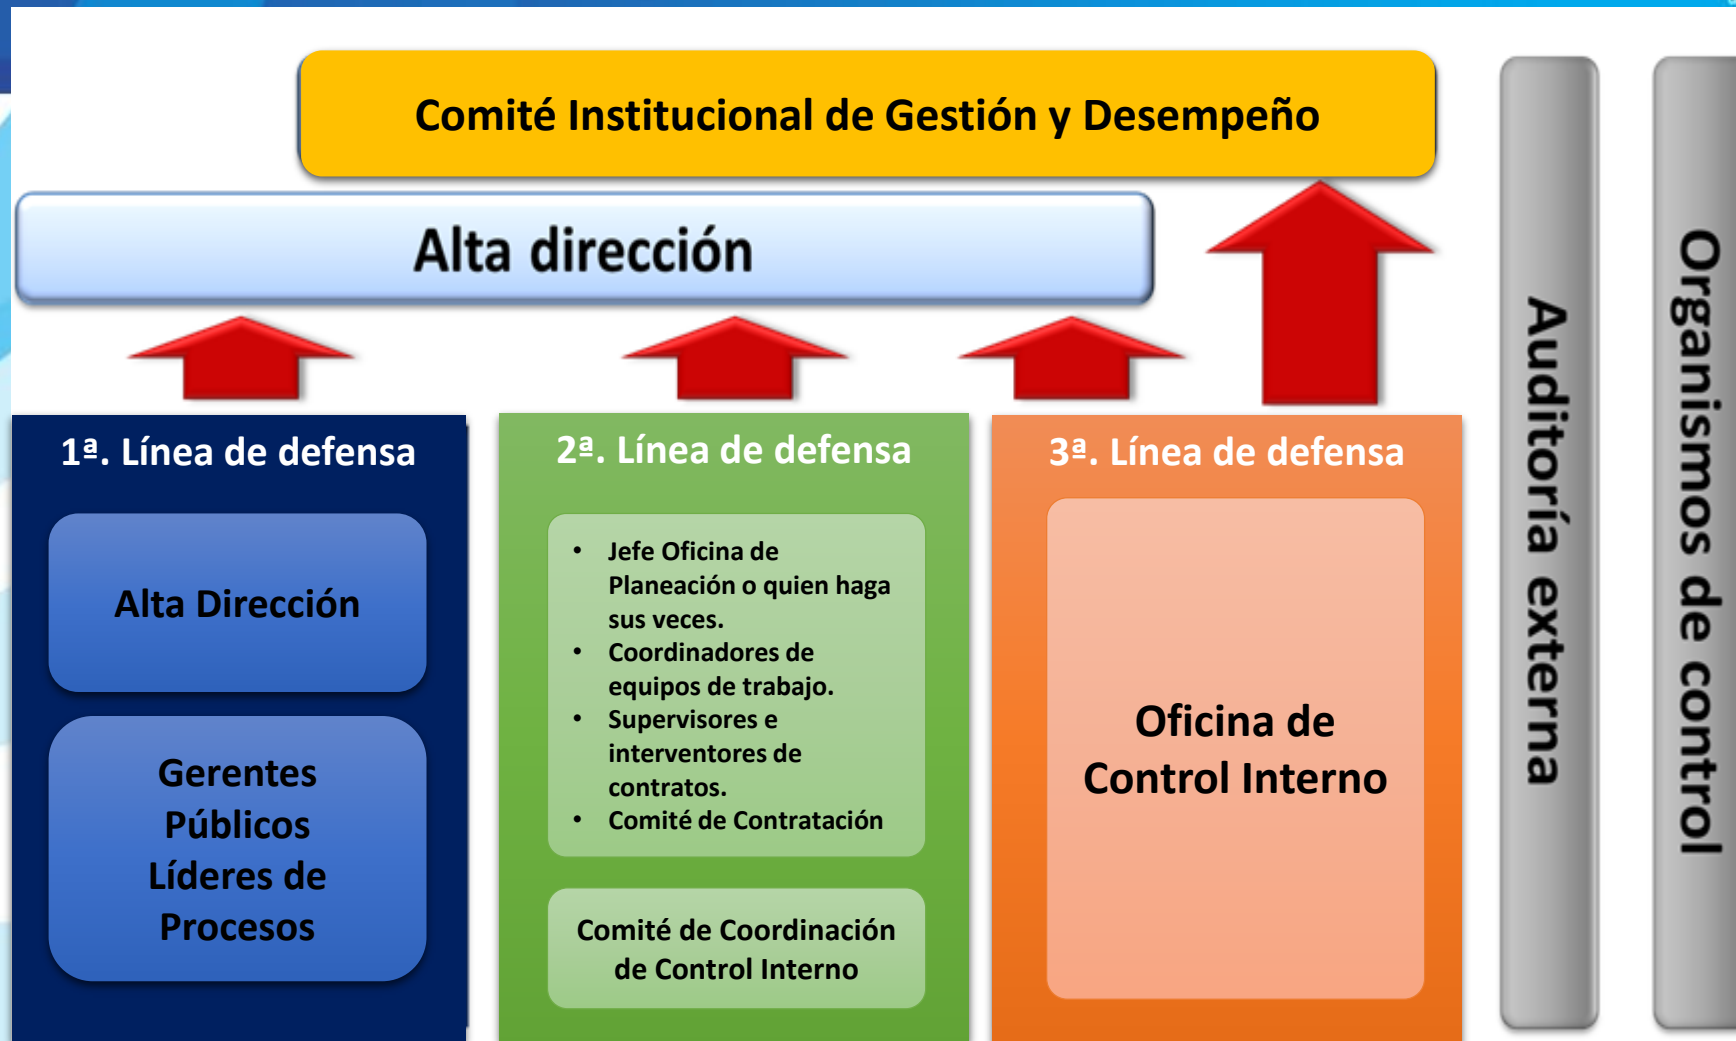 Comité Institucional de Gestión y Desempeño
Alta dirección
1ª. Línea de defensa
Alta Dirección
Gerentes
Públicos
Líderes de
Procesos
2ª. Línea de defensa
• Jefe Oficina de
Planeación o quien haga
sus veces.
• Coordinadores de
equipos de trabajo.
• Supervisores e
interventores de
contratos.
• Comité de Contratación
Comité de Coordinación
de Control Interno
3ª. Línea de defensa
Oficina de
Control Interno
Auditoría externa
Organismos de control